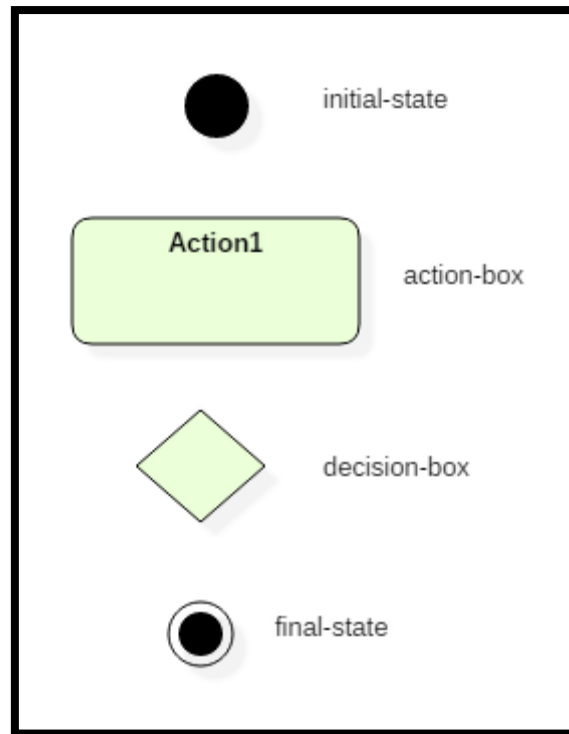 initial-state
Action1
action-box
decision-box
final-state